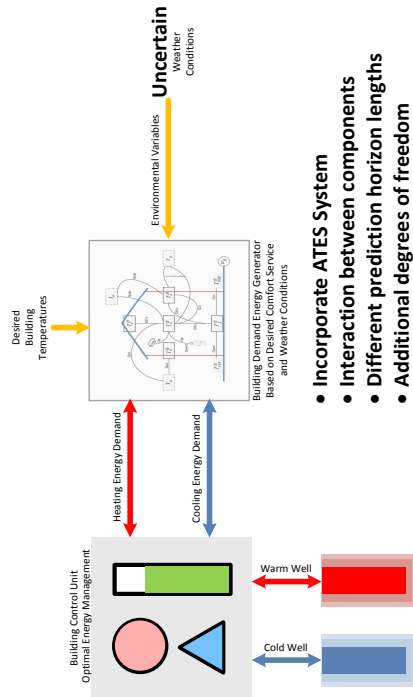 Desired
Building
Temperatures
Uncertain
Weather
Conditions
Environmental Variables
Building Demand Energy Generator
Based on Desired Comfort Service
and Weather Conditions
Heating Energy Demand
Cooling Energy Demand
Building Control Unit
Optimal Energy Management
Cold Well
Warm Well
• Incorporate ATES System
• Interaction between components
• Different prediction horizon lengths
• Additional degrees of freedom